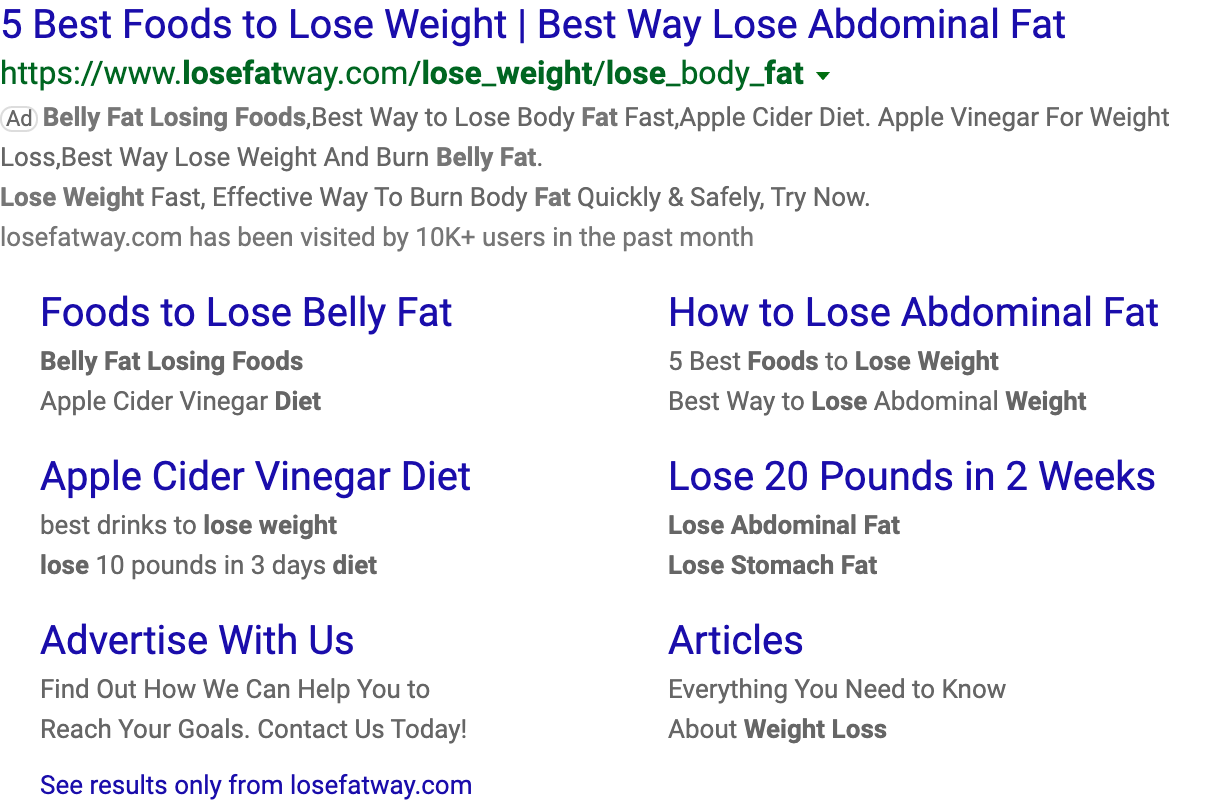 5 Best Foods to Lose Weight | Best Way Lose Abdominal Fat
https://www.losefatway.com/lose_weight/lose_body_fat
Ad Belly Fat Losing Foods,Best Way to Lose Body Fat Fast,Apple Cider Diet. Apple Vinegar For Weight
Loss,Best Way Lose Weight And Burn Belly Fat.
Lose Weight Fast, Effective Way To Burn Body Fat Quickly & Safely, Try Now.
losefatway.com has been visited by 10K+ users in the past month
Foods to Lose Belly Fat
Belly Fat Losing Foods
Apple Cider Vinegar Diet
How to Lose Abdominal Fat
5 Best Foods to Lose Weight
Best Way to Lose Abdominal Weight
Apple Cider Vinegar Diet
best drinks to lose weight
lose 10 pounds in 3 days diet
Lose 20 Pounds in 2 Weeks
Lose Abdominal Fat
Lose Stomach Fat
Advertise With Us
Find Out How We Can Help You to
Reach Your Goals. Contact Us Today!
Articles
Everything You Need to Know
About Weight Loss
See results only from losefatway.com